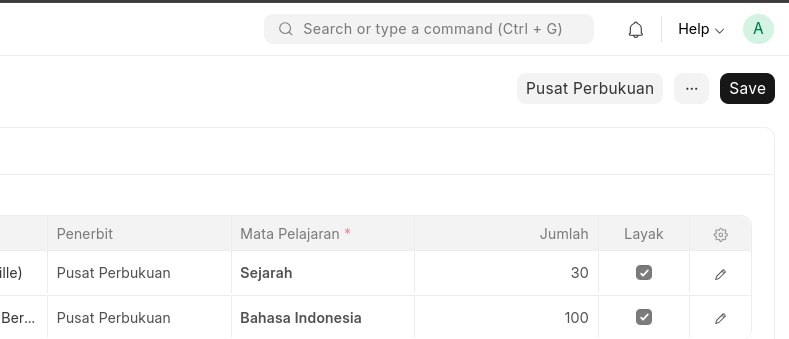 Search or type a command (Ctrl + G)
Help
A
Pusat Perbukuan
···
Save
Penerbit Mata Pelajaran * Jumlah Layak
ille) Pusat Perbukuan Sejarah 30
Ber... Pusat Perbukuan Bahasa Indonesia 100